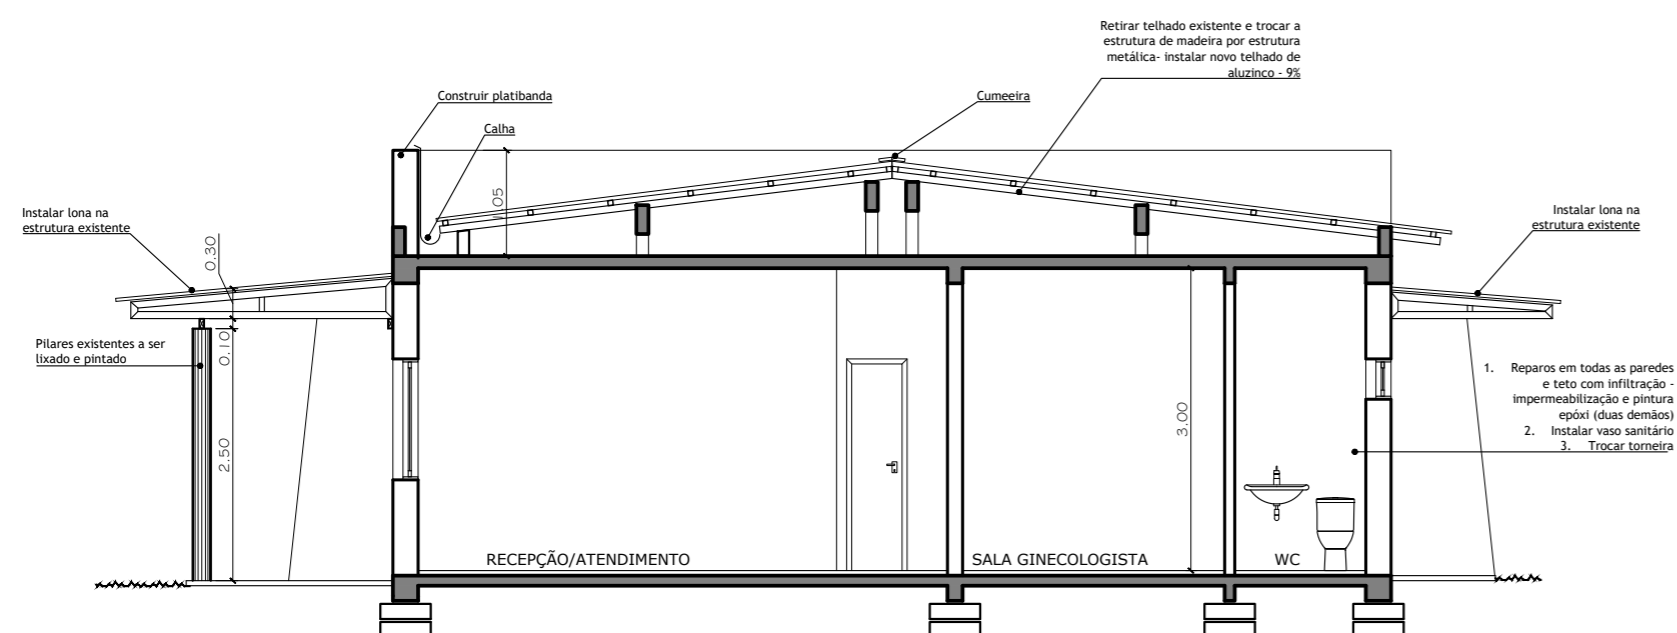 Retirar telhado existente e trocar a
estrutura de madeira por estrutura
metálica- instalar novo telhado de
aluzinco - 9%
Construir platibanda
Cumeeira
Calha
1.05
Instalar lona na
estrutura existente
Instalar lona na
estrutura existente
0.30
Pilares existentes a ser
lixado e pintado
0.10
2.50
3.00
1. Reparos em todas as paredes
e teto com infiltração -
impermeabilização e pintura
epóxi (duas demãos)
2. Instalar vaso sanitário
3. Trocar torneira
RECEPÇÃO/ATENDIMENTO
SALA GINECOLOGISTA
WC